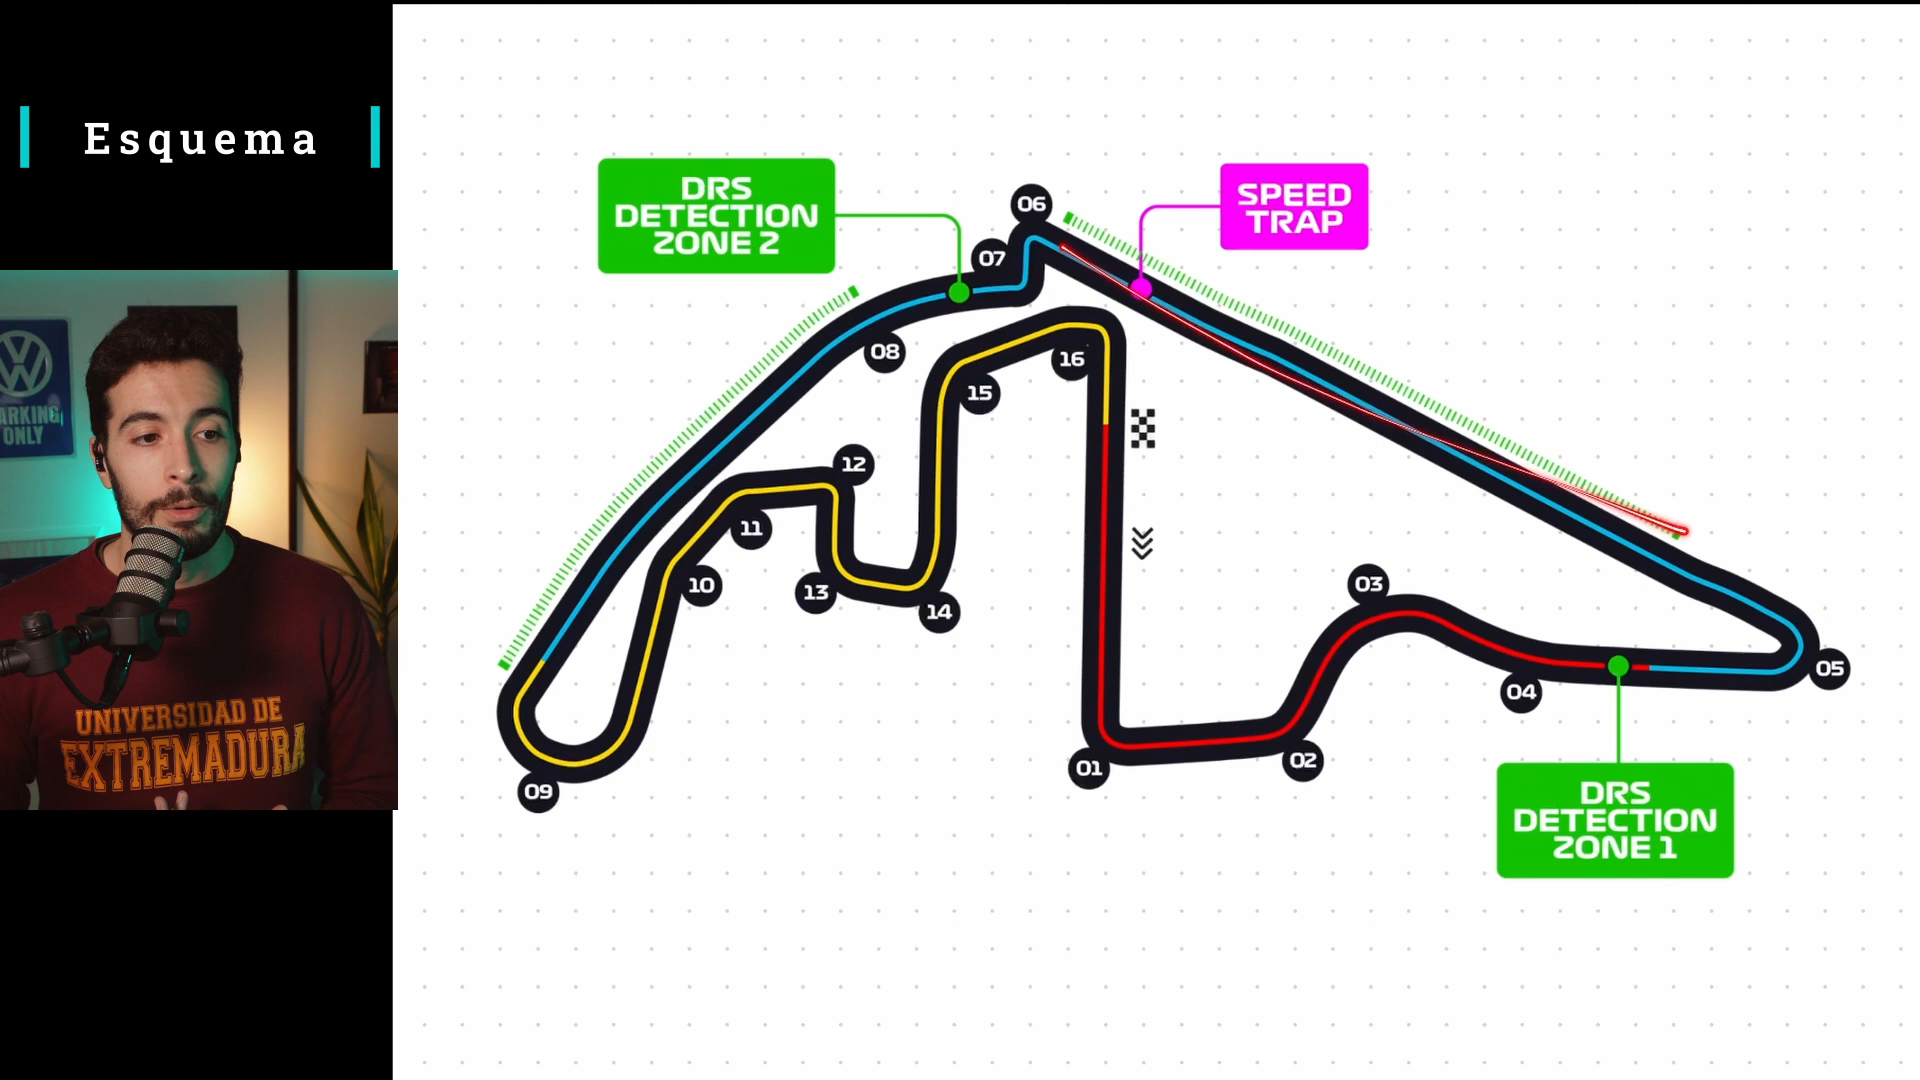 Esquema
DRS
DETECTION
ZONE 2
SPEED
TRAP
06
07
08
16
15
12
11
10
13
14
03
04
05
01
02
09
DRS
DETECTION
ZONE 1
ARKING
ONLY
UNIVERSIDAD DE
EXTREMADURA